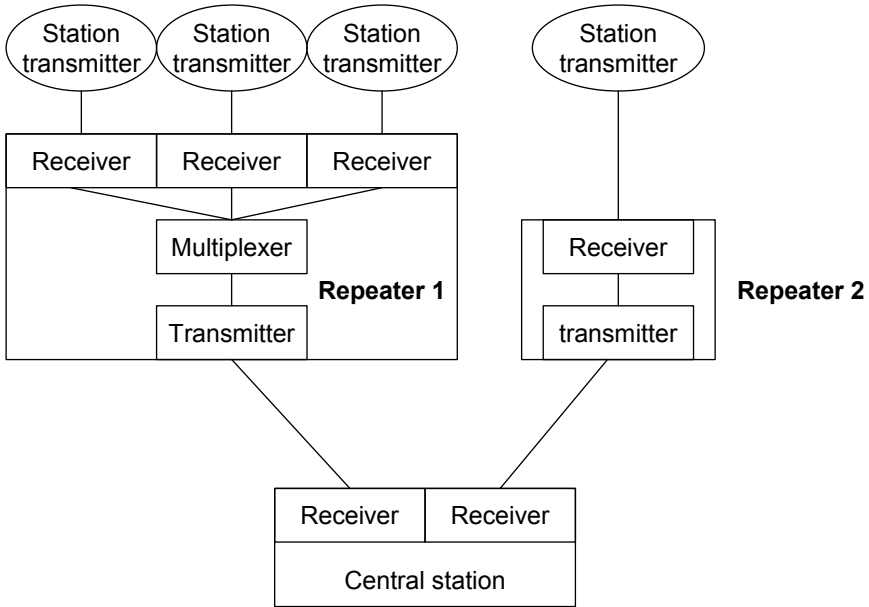 Station
transmitter
Station
transmitter
Station
transmitter
Station
transmitter
Receiver
Receiver
Receiver
Multiplexer
Receiver
Repeater 1
Repeater 2
Transmitter
transmitter
Receiver
Receiver
Central station